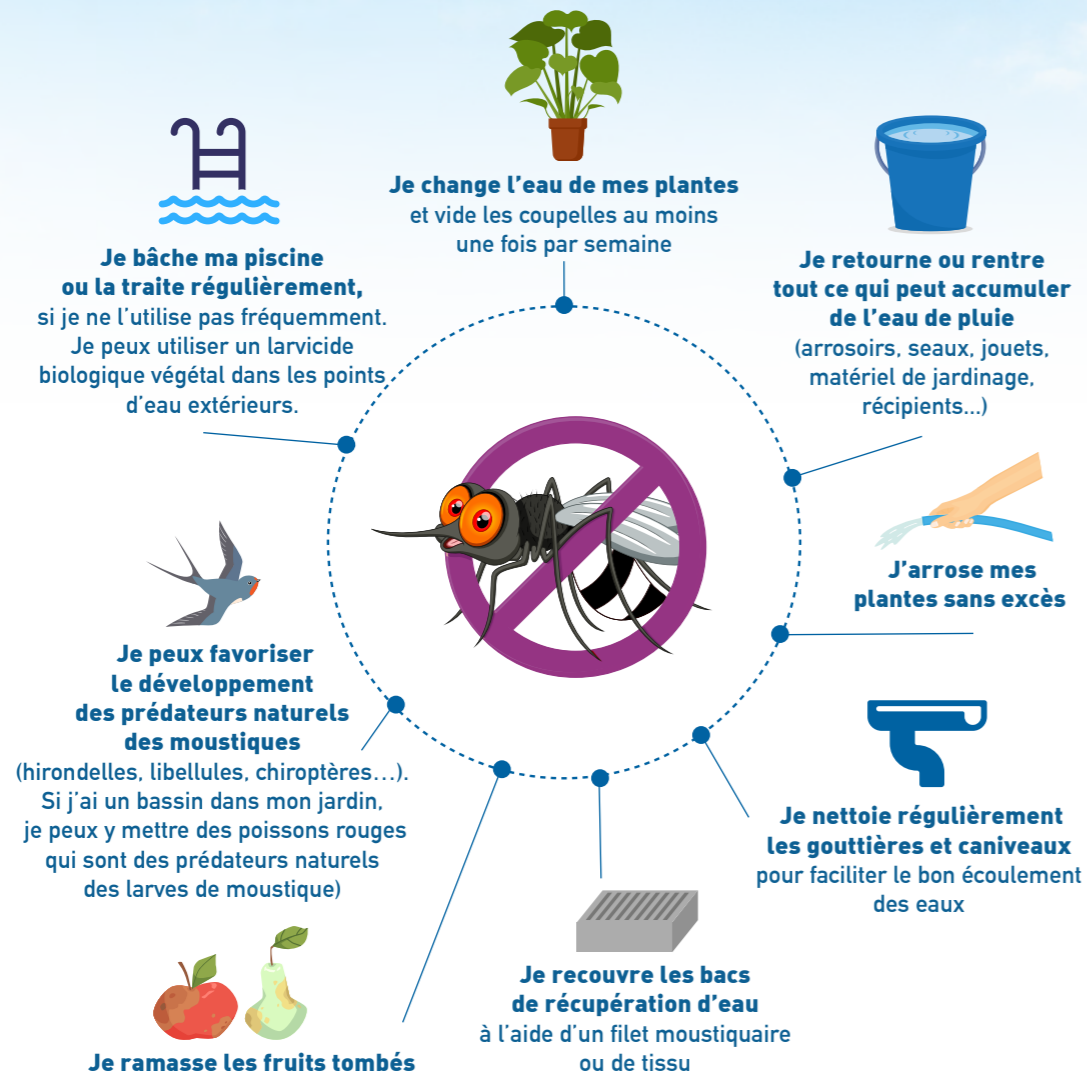 Je change l’eau de mes plantes
et vide les coupelles au moins
une fois par semaine
Je bâche ma piscine
ou la traite régulièrement,
si je ne l’utilise pas fréquemment.
Je peux utiliser un larvicide
biologique végétal dans les points
d’eau extérieurs.
Je retourne ou rentre
tout ce qui peut accumuler
de l’eau de pluie
(arrosoirs, seaux, jouets,
matériel de jardinage,
récipients...)
J’arrose mes
plantes sans excès
Je peux favoriser
le développement
des prédateurs naturels
des moustiques
(hirondelles, libellules, chiroptères…).
Si j’ai un bassin dans mon jardin,
je peux y mettre des poissons rouges
qui sont des prédateurs naturels
des larves de moustique)
Je nettoie régulièrement
les gouttières et caniveaux
pour faciliter le bon écoulement
des eaux
Je recouvre les bacs
de récupération d’eau
à l’aide d’un filet moustiquaire
ou de tissu
Je ramasse les fruits tombés